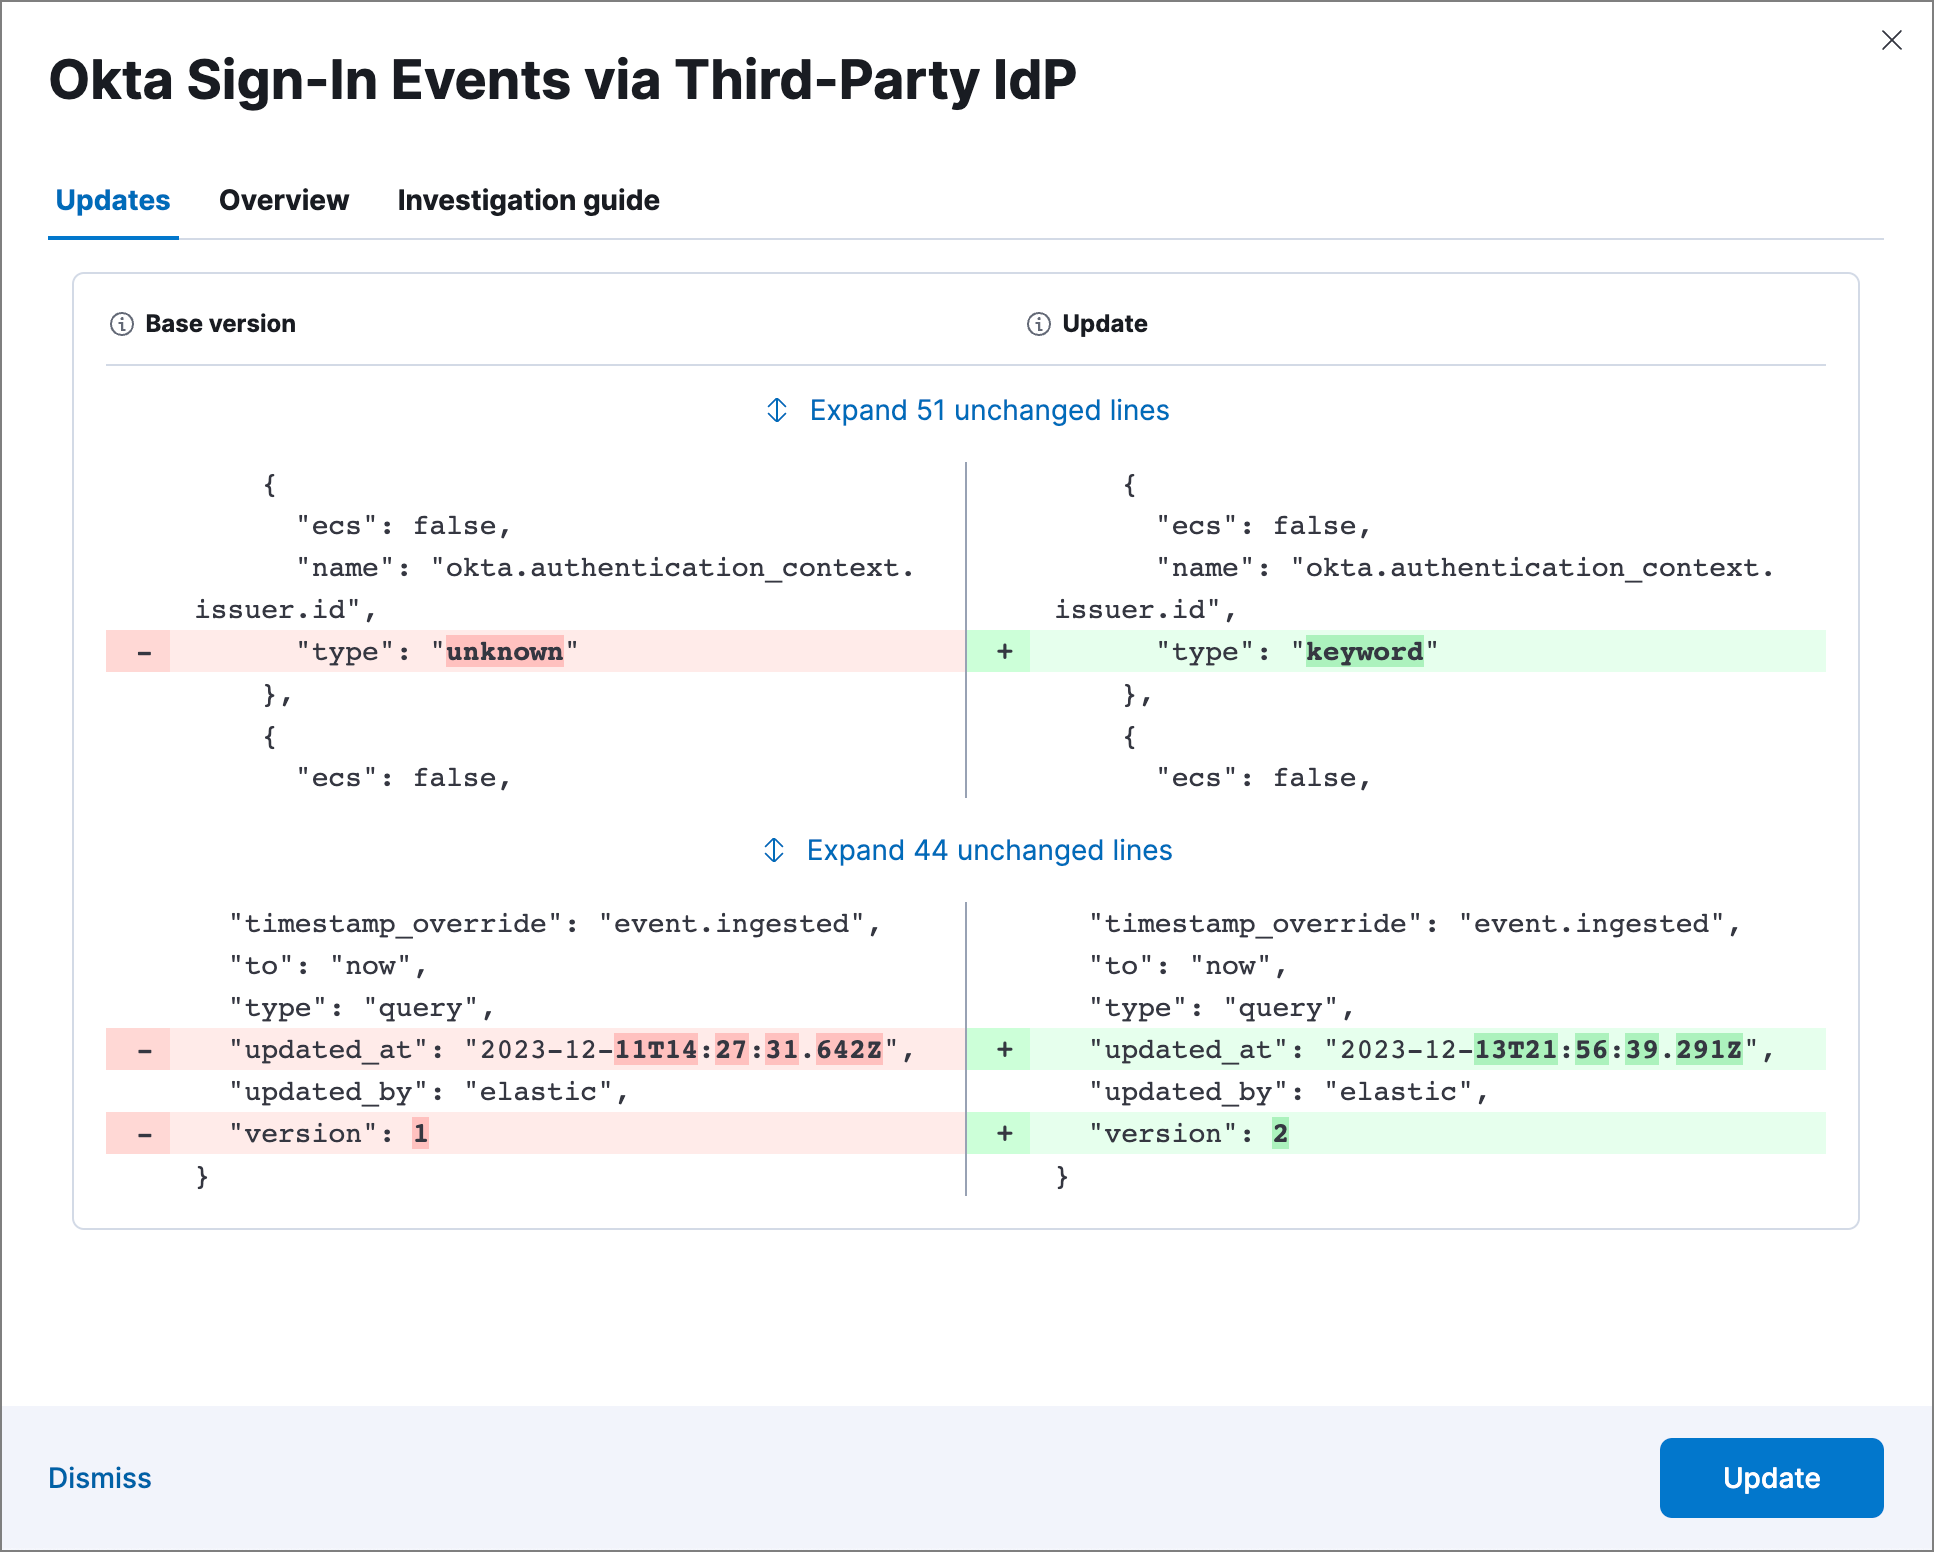 Okta Sign-In Events via Third-Party IdP
Updates Overview Investigation guide
Base version Update
Expand 51 unchanged lines
{
"ecs": false,
"name": "okta.authentication_context.
issuer.id",
- "type": "unknown"
},
{
"ecs": false,
{
"ecs": false,
"name": "okta.authentication_context.
issuer.id",
+ "type": "keyword"
},
{
"ecs": false,
Expand 44 unchanged lines
"timestamp_override": "event.ingested",
"to": "now",
"type": "query",
- "updated_at": "2023-12-11T14:27:31.642Z",
"updated_by": "elastic",
- "version": 1
}
"timestamp_override": "event.ingested",
"to": "now",
"type": "query",
+ "updated_at": "2023-12-13T21:56:39.291Z",
"updated_by": "elastic",
+ "version": 2
}
Dismiss Update